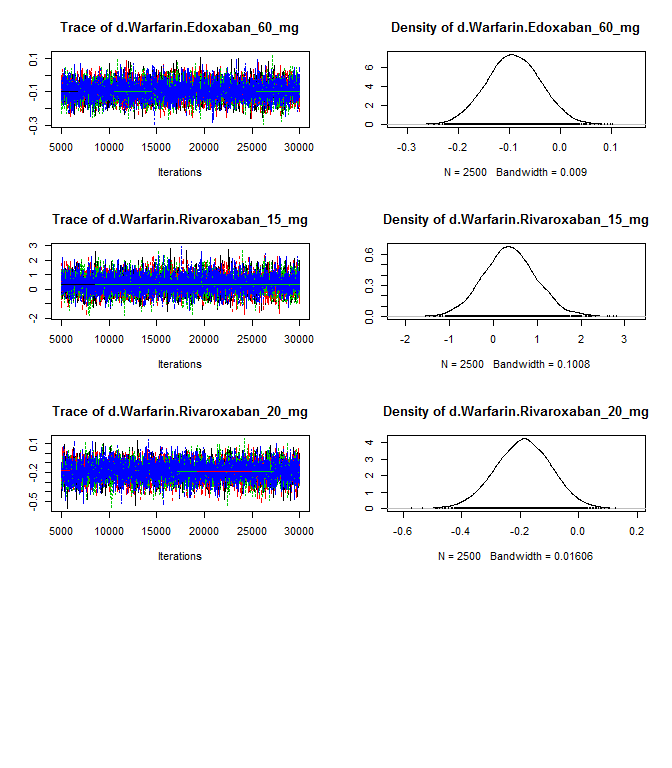 Trace of d.Warfarin.Edoxaban_60_mg
0.1
-0.1
-0.3
5000 10000 15000 20000 25000 30000
Iterations
Density of d.Warfarin.Edoxaban_60_mg
6
4
2
0
-0.3 -0.2 -0.1 0.0 0.1
N = 2500 Bandwidth = 0.009
Trace of d.Warfarin.Rivaroxaban_15_mg
3
2
1
0
-2
5000 10000 15000 20000 25000 30000
Iterations
Density of d.Warfarin.Rivaroxaban_15_mg
0.6
0.3
0.0
-2 -1 0 1 2 3
N = 2500 Bandwidth = 0.1008
Trace of d.Warfarin.Rivaroxaban_20_mg
0.1
-0.2
-0.5
5000 10000 15000 20000 25000 30000
Iterations
Density of d.Warfarin.Rivaroxaban_20_mg
4
3
2
1
0
-0.6 -0.4 -0.2 0.0 0.2
N = 2500 Bandwidth = 0.01606